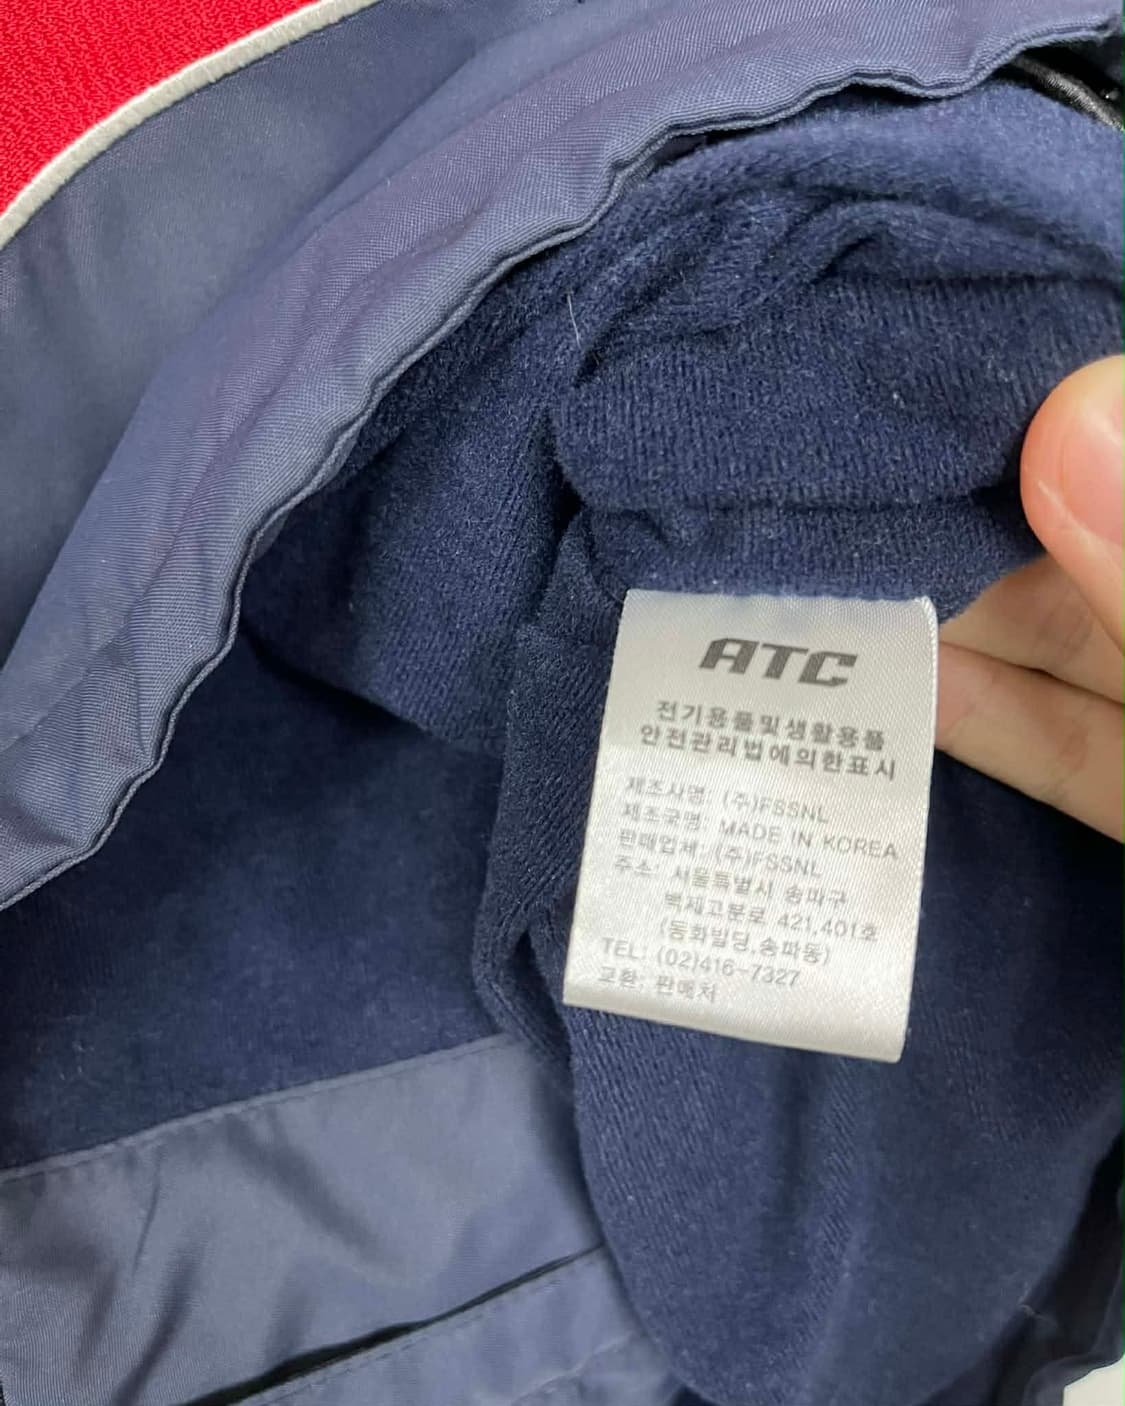 ATC
전기용품및생활용품
안전관리법에의한표시
제조사명: (주)FSSNL
제조국명: MADE IN KOREA
판매업체: (주)FSSNL
주소: 서울특별시 송파구
백제고분로 421,401호
(동화빌딩,송파동)
TEL: (02)416-7327
교환: 판매처